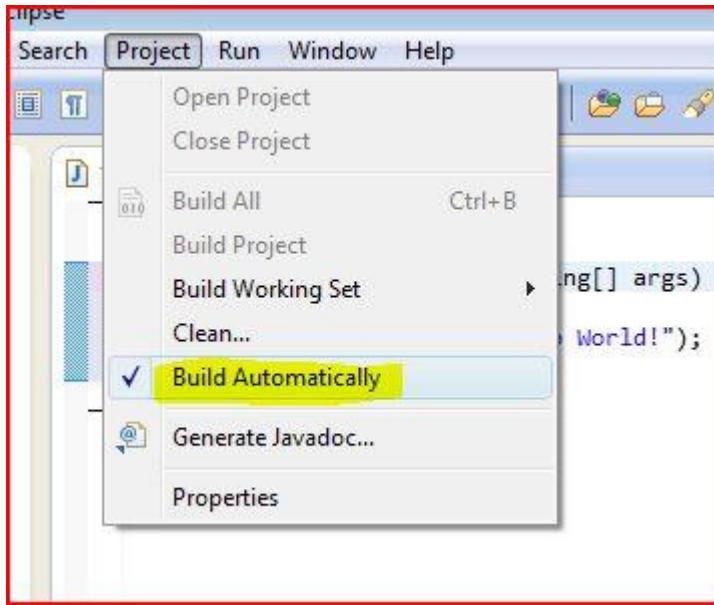 Search Project Run Window Help
Open Project
Close Project
Build All Ctrl+B
Build Project
Build Working Set
ng[] args)
Clean...
World!");
Build Automatically
Generate Javadoc...
Properties